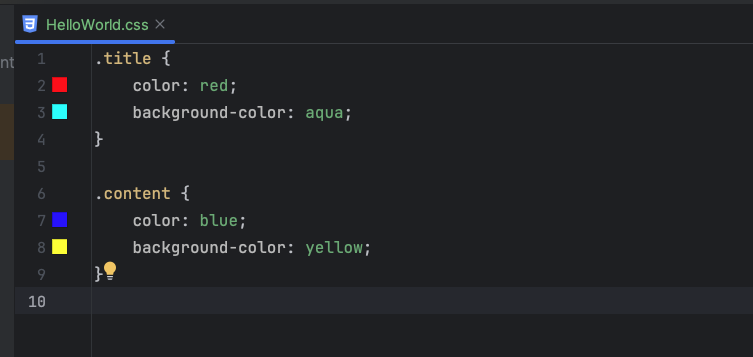 nt
HelloWorld.css
1 .title {
2     color: red;
3     background-color: aqua;
4 }
5
6 .content {
7     color: blue;
8     background-color: yellow;
9 }
10